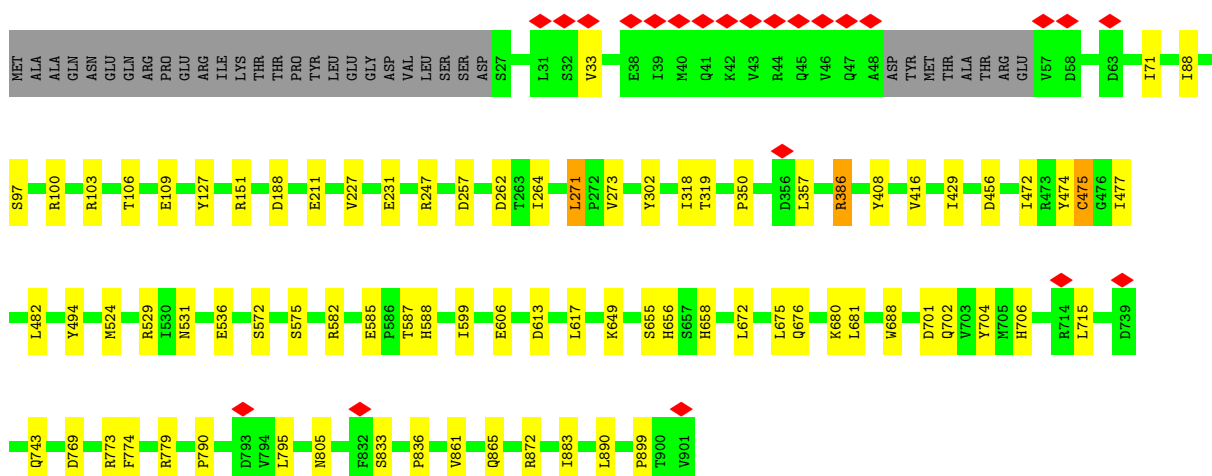 MET ALA ALA GLN ASN GLU GLN ARG PRO GLU ARG ILE LYS THR THR PRO TYR LEU GLU GLY ASP VAL LEU SER SER ASP S27 L31 S32 V33 E38 I39 M40 Q41 K42 V43 R44 Q45 V46 Q47 A48 ASP TYR MET THR ALA THR ARG GLU V57 D58 D63 I71 I88
S97 R100 R103 T106 E109 Y127 R151 D188 E211 V227 E231 R247 D257 D262 T263 I264 L271 P272 V273 Y302 I318 T319 P350 D356 L357 R386 Y408 V416 I429 D456 I472 R473 Y474 C475 G476 I477
L482 Y494 M524 R529 I530 N531 E536 S572 S575 R582 E585 P586 T587 H588 I599 E606 D613 L617 K649 S655 H656 S657 H658 L672 L675 Q676 K680 L681 W688 D701 Q702 V703 Y704 M705 H706 R714 L715 D739
Q743 D769 R773 F774 R779 P790 D793 V794 L795 N805 F832 S833 P836 V861 Q865 R872 I883 L890 P899 T900 V901